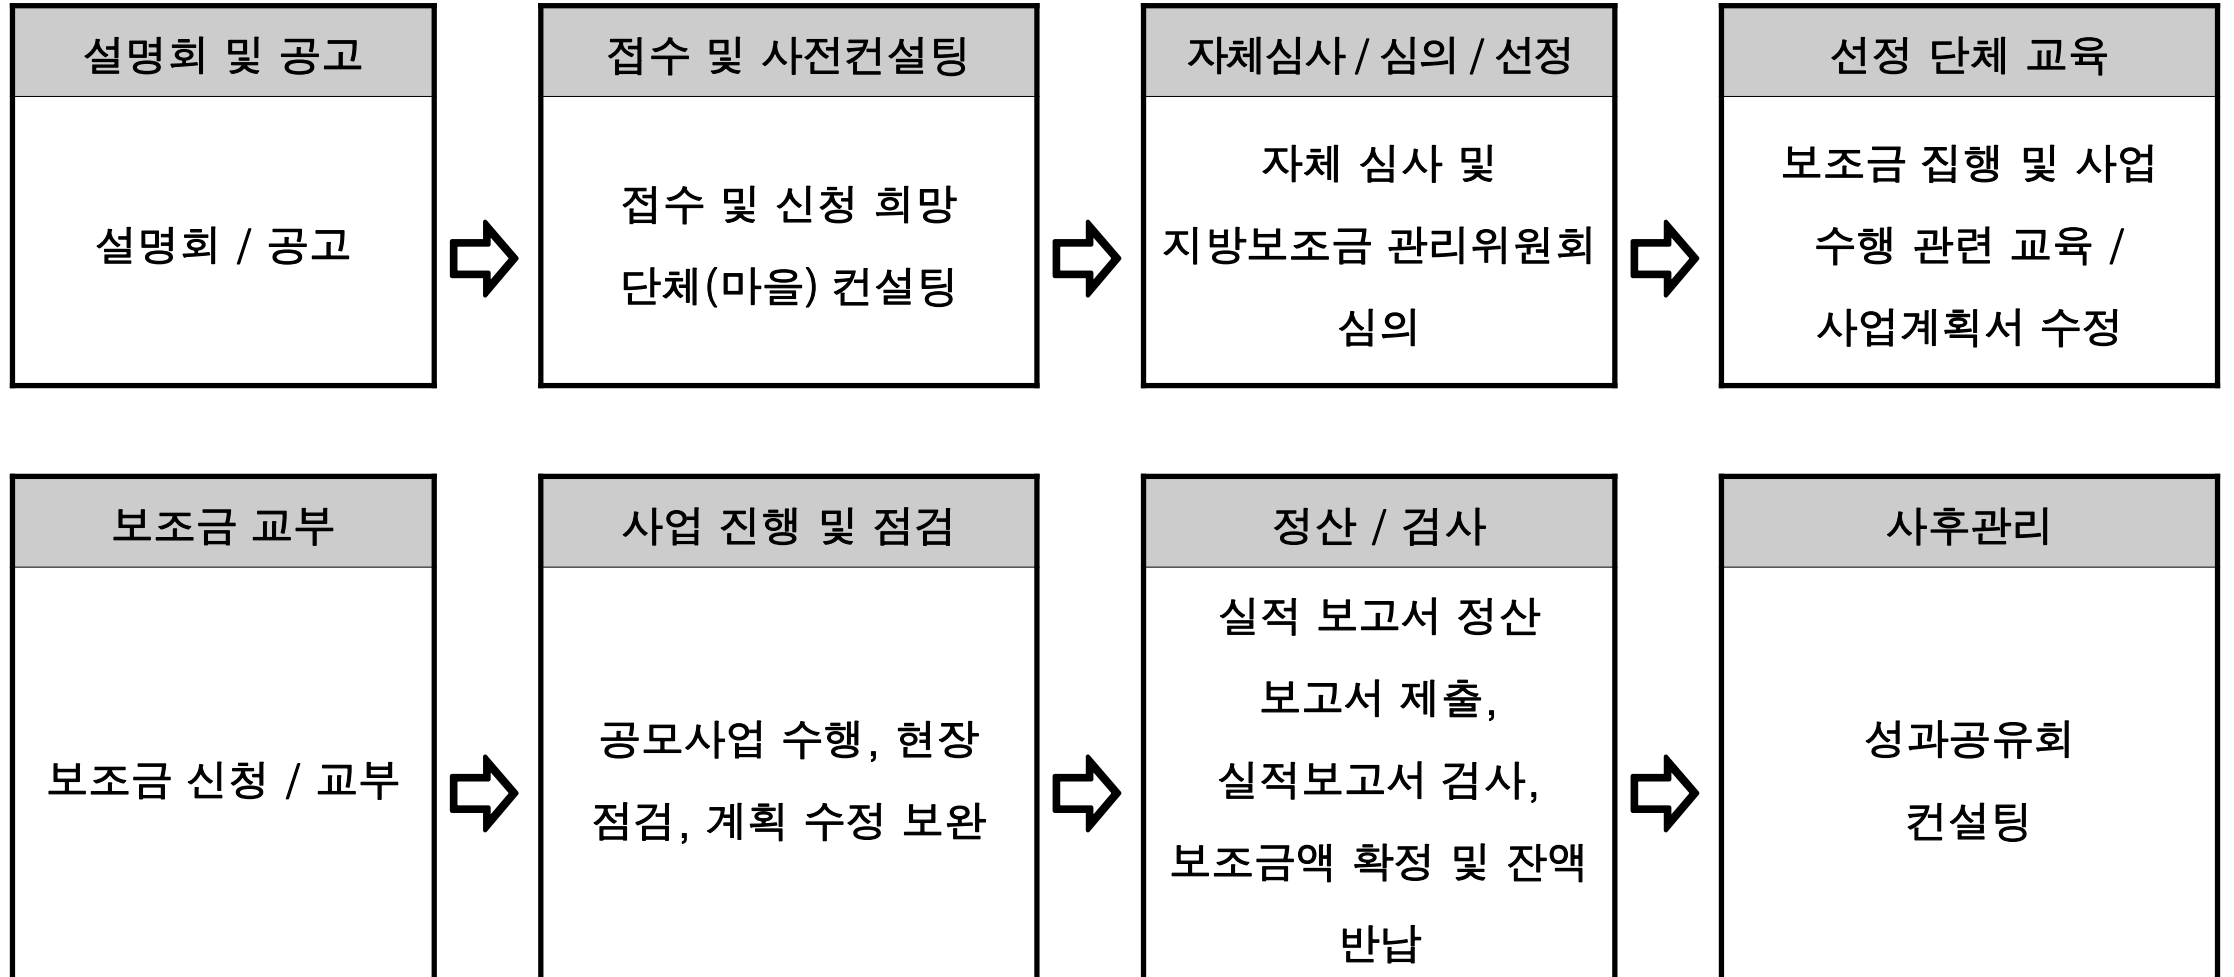 설명회 및 공고
설명회 / 공고
접수 및 사전컨설팅
접수 및 신청 희망
단체(마을) 컨설팅
자체심사 / 심의 / 선정
자체 심사 및
지방보조금 관리위원회
심의
선정 단체 교육
보조금 집행 및 사업
수행 관련 교육 /
사업계획서 수정
보조금 교부
보조금 신청 / 교부
사업 진행 및 점검
공모사업 수행, 현장
점검, 계획 수정 보완
정산 / 검사
실적 보고서 정산
보고서 제출,
실적보고서 검사,
보조금액 확정 및 잔액
반납
사후관리
성과공유회
컨설팅